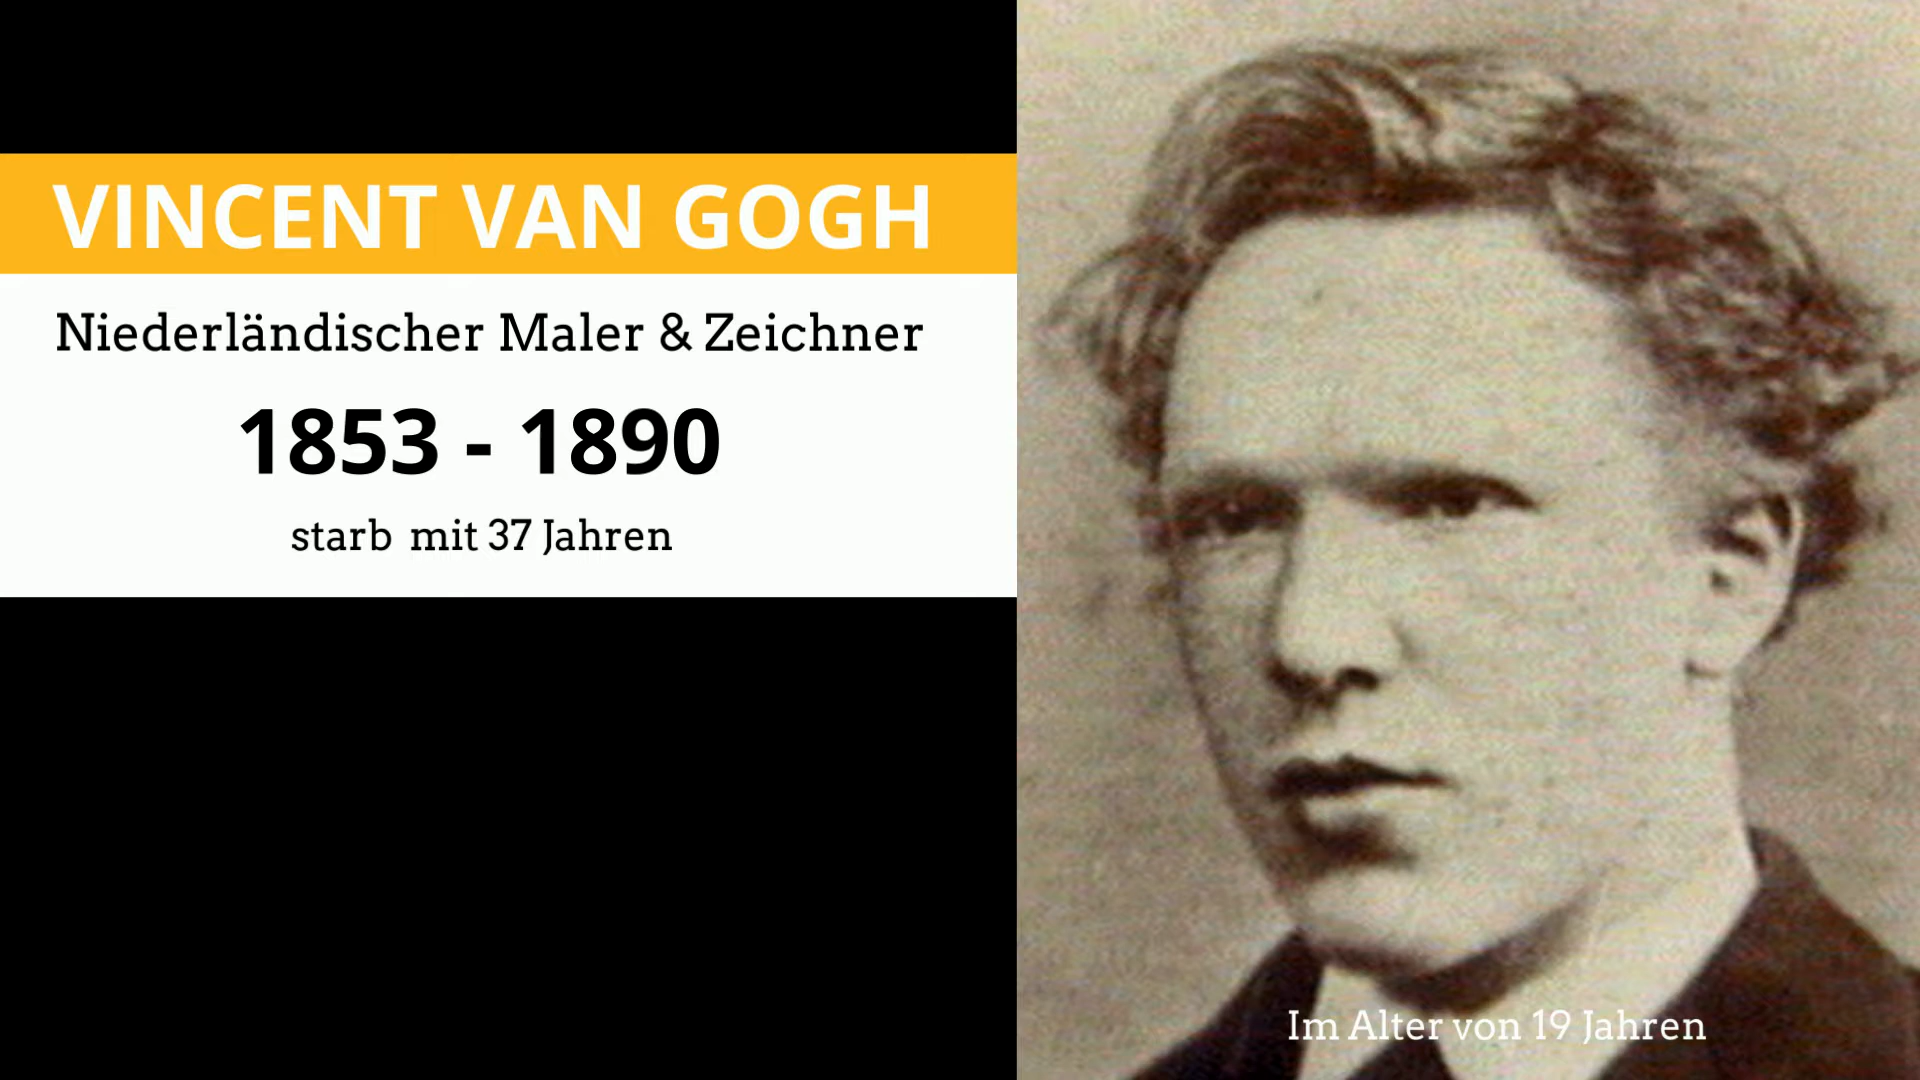 VINCENT VAN GOGH
Niederländischer Maler & Zeichner
1853 - 1890
starb mit 37 Jahren
Im Alter von 19 Jahren